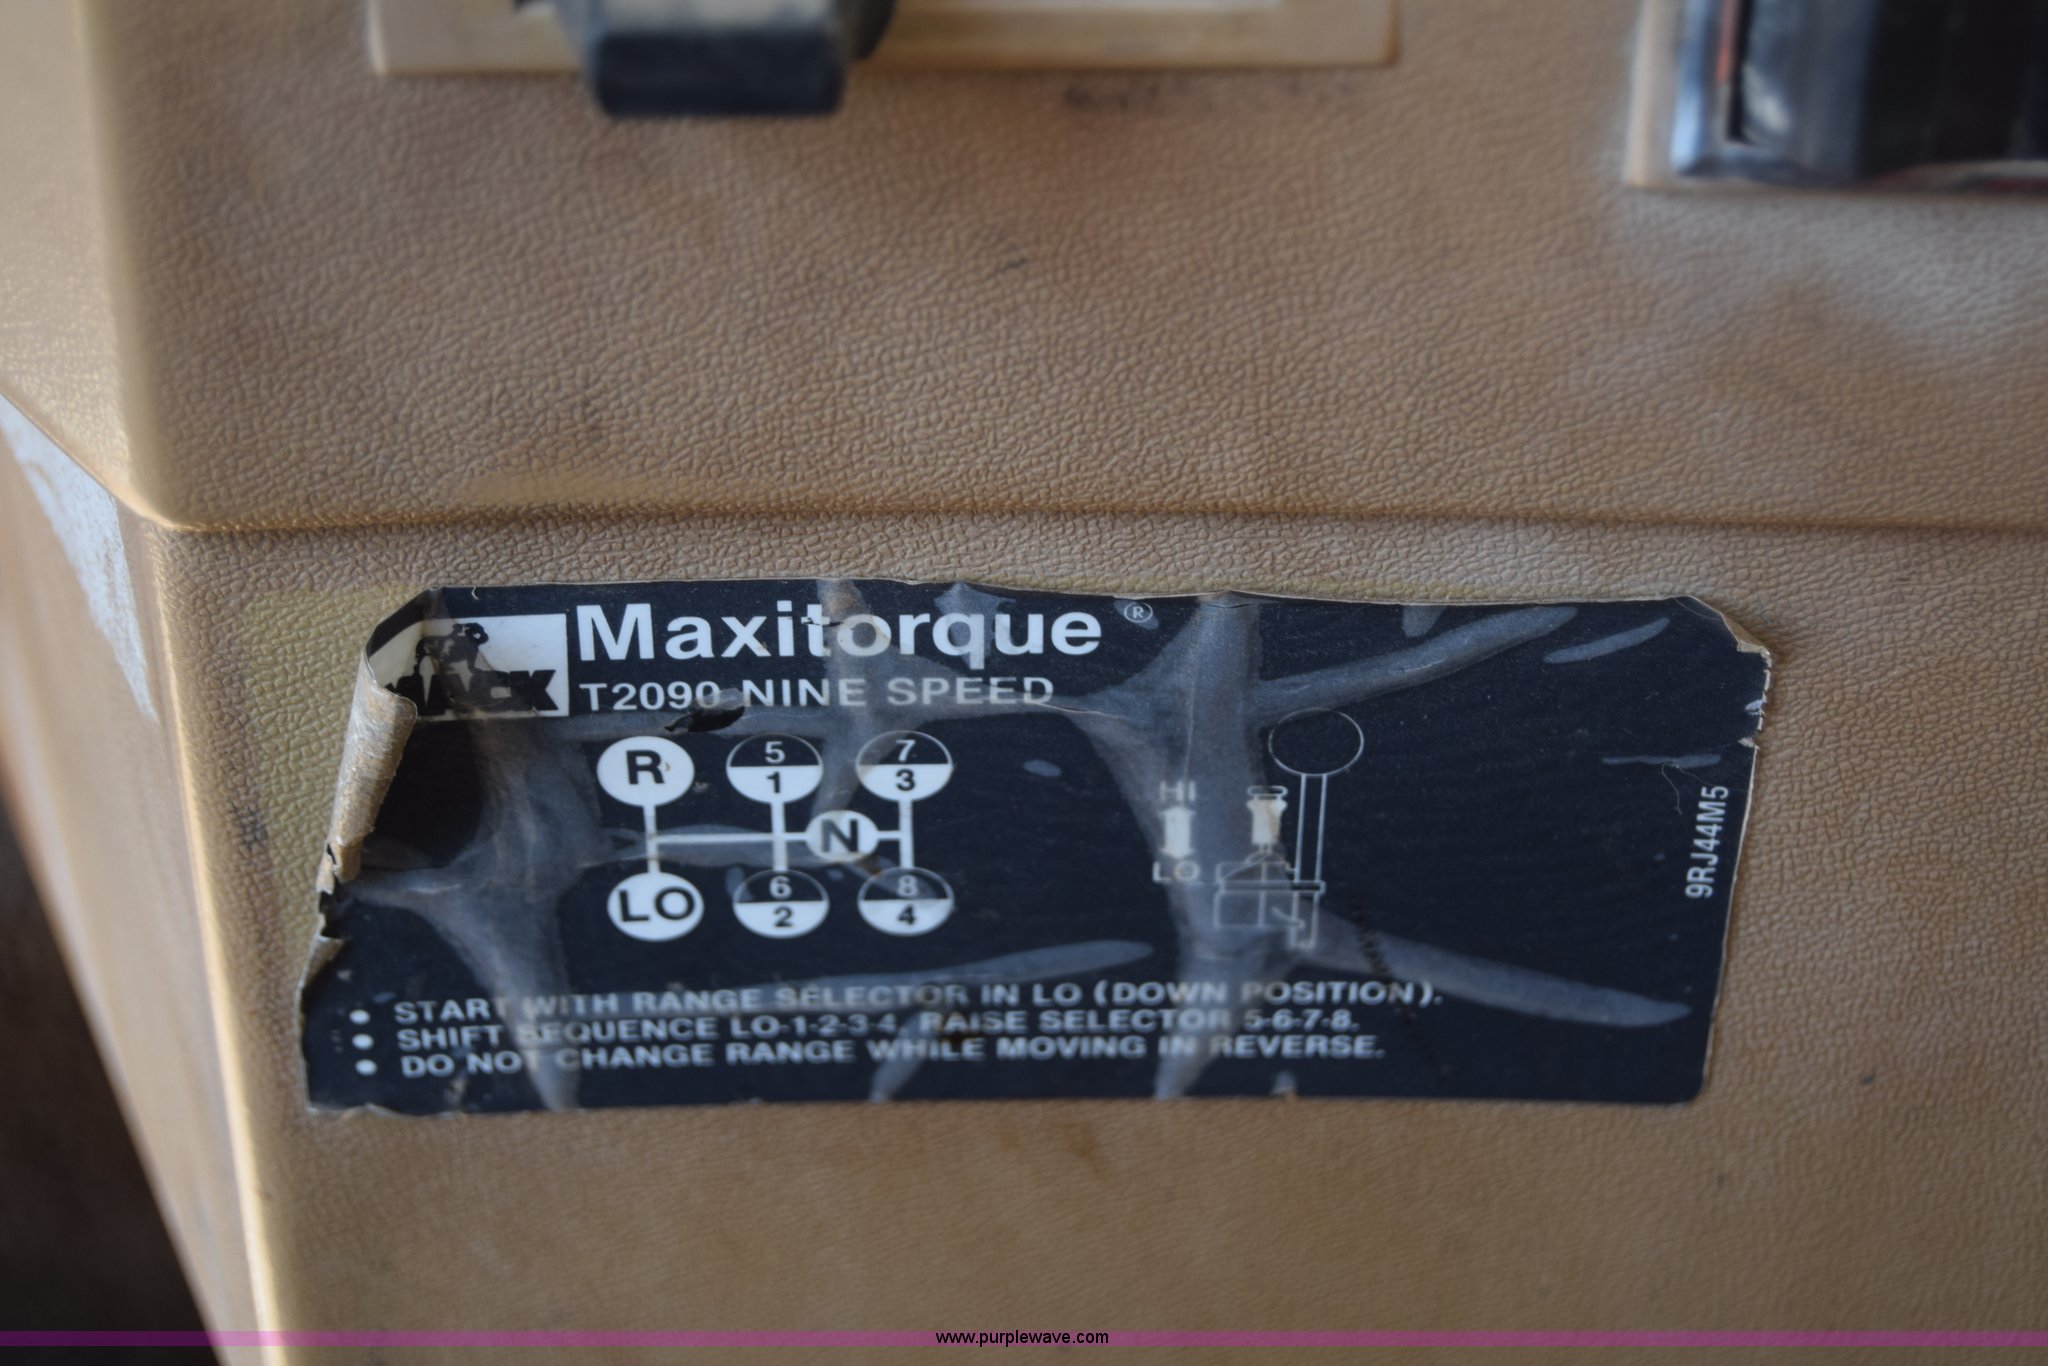 MACK
Maxitorque ®
T2090 NINE SPEED
R 5 1 7 3
N
LO 6 2 8 4
HI
LO
9RJ44M5
• START WITH RANGE SELECTOR IN LO (DOWN POSITION).
• SHIFT SEQUENCE LO-1-2-3-4, RAISE SELECTOR 5-6-7-8.
• DO NOT CHANGE RANGE WHILE MOVING IN REVERSE.
www.purplewave.com